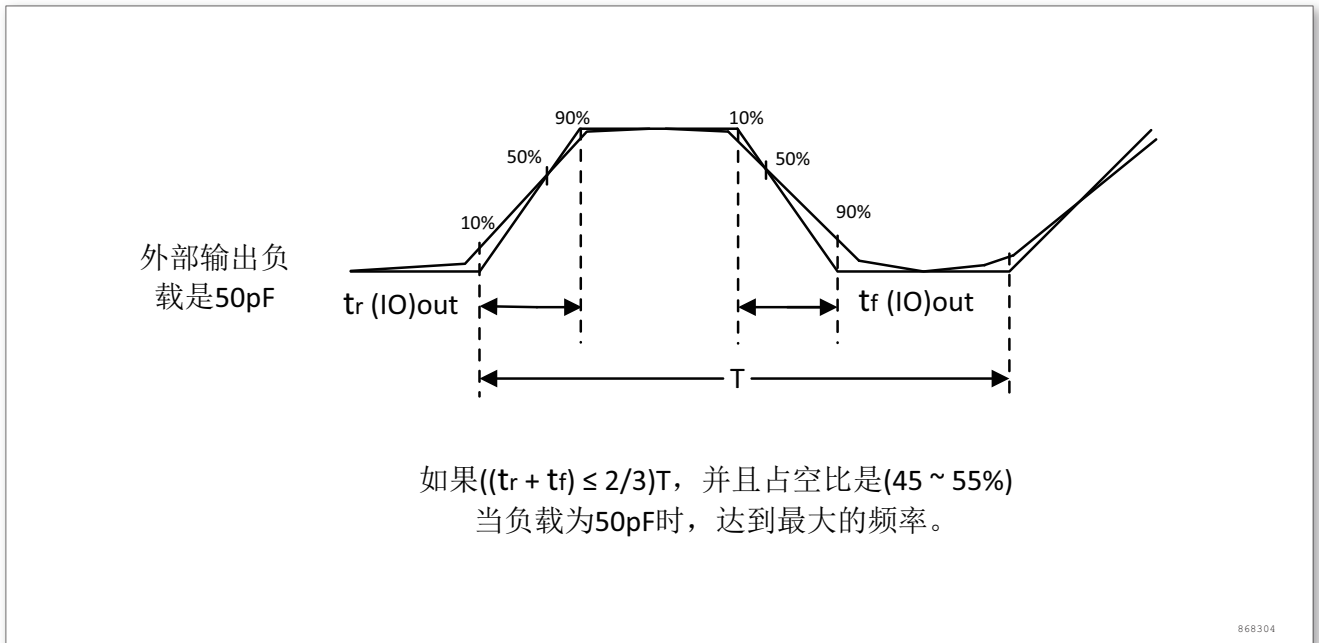 90%
10%
50%
50%
10%
90%
外部输出负
载是50pF
tr (IO)out
tf (IO)out
T
如果((tr + tf) ≤ 2/3)T，并且占空比是(45 ~ 55%)
当负载为50pF时，达到最大的频率。
868304